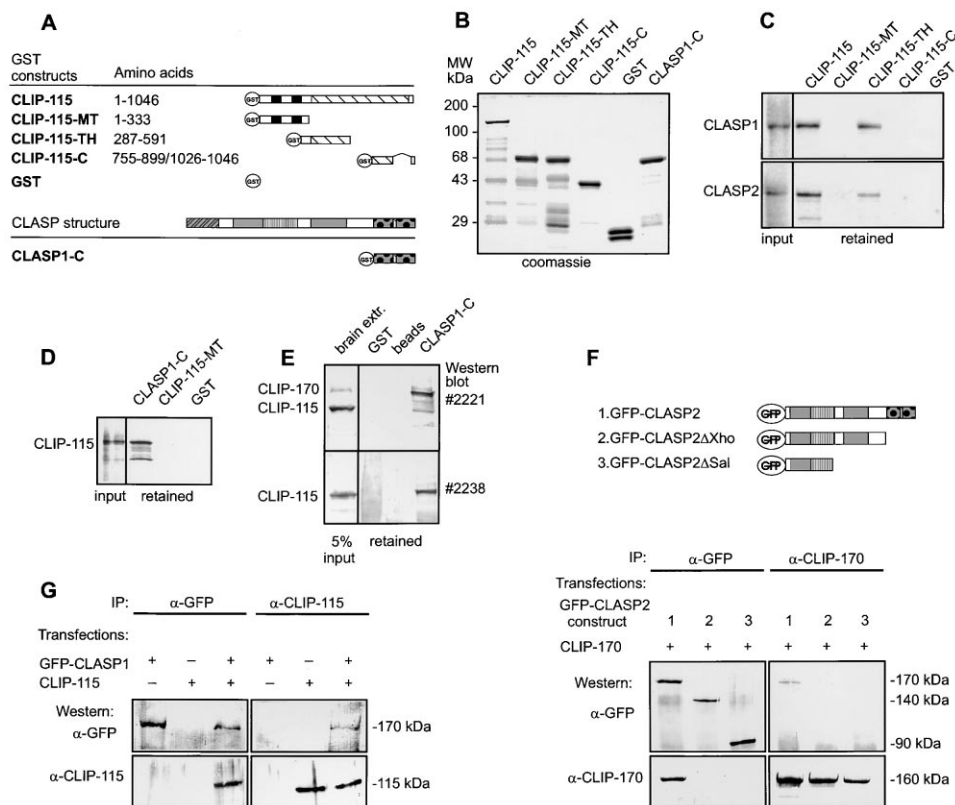 A
GST constructs
Amino acids
CLIP-115 1-1046
CLIP-115-MT 1-333
CLIP-115-TH 287-591
CLIP-115-C 755-899/1026-1046
GST
GST
GST
GST
GST
GST
CLASP structure
CLASP1-C
GST
B
MW kDa
CLIP-115
CLIP-115-MT
CLIP-115-TH
CLIP-115-C
GST
CLASP1-C
200
100
68
43
29
coomassie
C
CLIP-115
CLIP-115-MT
CLIP-115-TH
CLIP-115-C
GST
CLASP1
CLASP2
input retained
D
CLASP1-C
CLIP-115-MT
GST
CLIP-115
input retained
E
brain extr.
GST
beads
CLASP1-C
Western blot
CLIP-170
#2221
CLIP-115
CLIP-115
#2238
5% input
retained
F
1.GFP-CLASP2
GFP
2.GFP-CLASP2ΔXho
GFP
3.GFP-CLASP2ΔSal
GFP
IP: α-GFP α-CLIP-170
Transfections:
GFP-CLASP2 construct
1 2 3 1 2 3
CLIP-170 + + + + + +
Western:
α-GFP
-170 kDa
-140 kDa
-90 kDa
α-CLIP-170
-160 kDa
G
IP: α-GFP α-CLIP-115
Transfections:
GFP-CLASP1 + – + + – +
CLIP-115 – + + – + +
Western:
α-GFP
-170 kDa
α-CLIP-115
-115 kDa